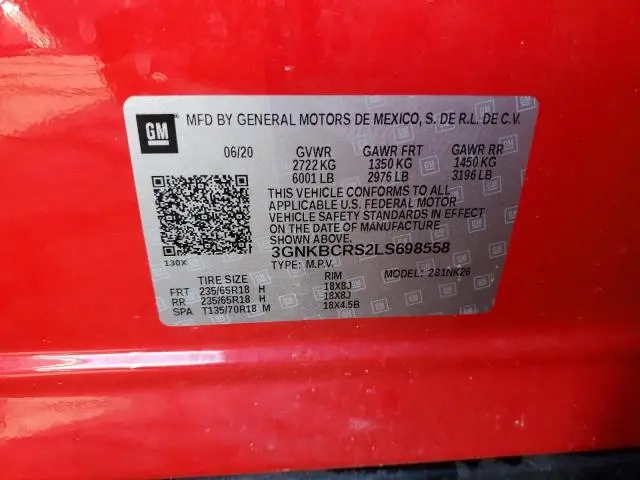 GM
MFD BY GENERAL MOTORS DE MEXICO, S. DE R.L. DE C.V.
06/20 GVWR GAWR FRT GAWR RR
2722 KG 1350 KG 1450 KG
6001 LB 2976 LB 3196 LB
THIS VEHICLE CONFORMS TO ALL
APPLICABLE U.S. FEDERAL MOTOR
VEHICLE SAFETY STANDARDS IN EFFECT
ON THE DATE OF MANUFACTURE
SHOWN ABOVE.
3GNKBCRS2LS698558
130X
TYPE: M.P.V. MODEL: 281NK26
TIRE SIZE RIM
FRT 235/65R18 H 18X8J
RR 235/65R18 H 18X8J
SPA T135/70R18 M 18X4.5B